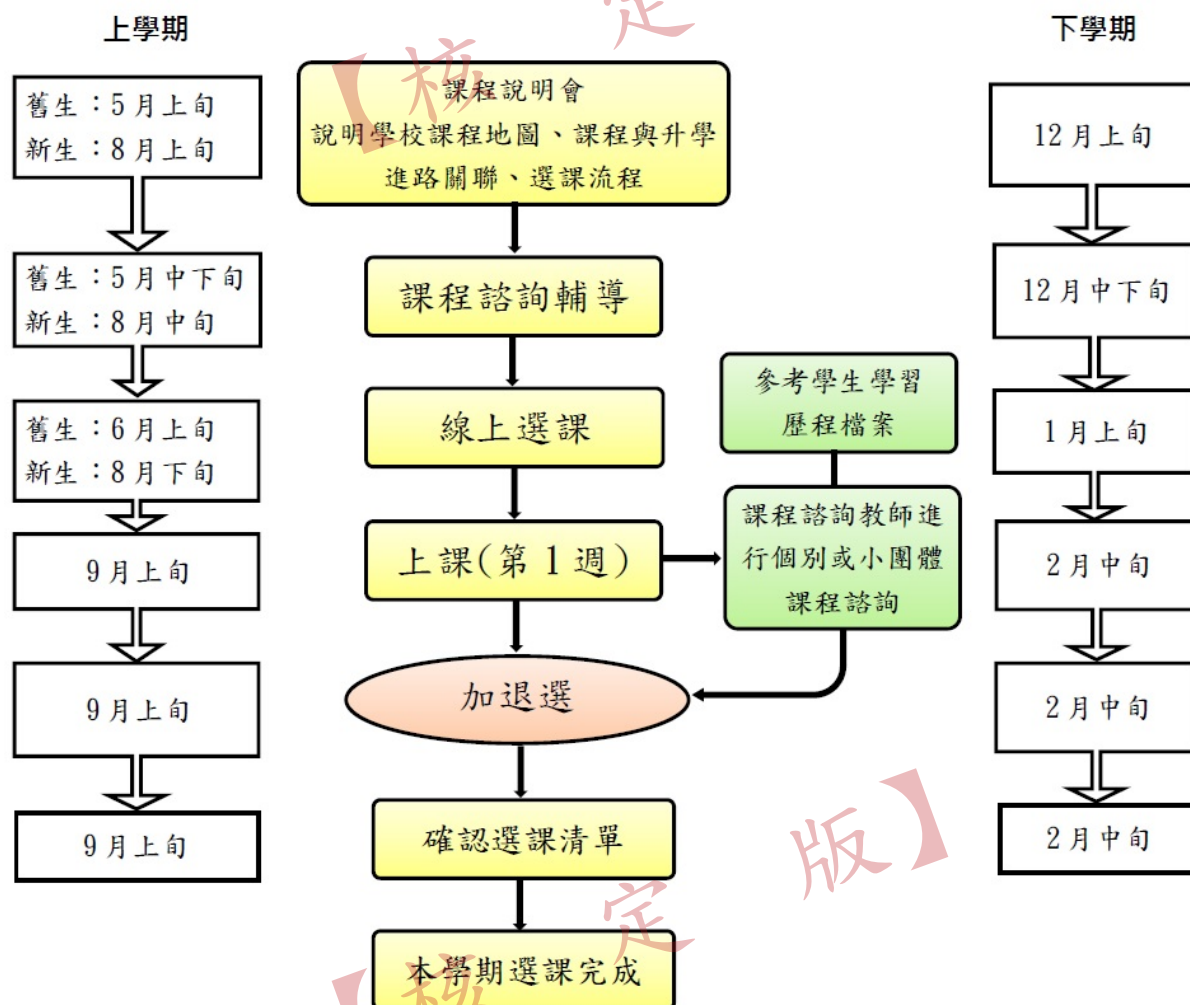 上學期
舊生：5月上旬
新生：8月上旬
舊生：5月中下旬
新生：8月中旬
舊生：6月上旬
新生：8月下旬
9月上旬
9月上旬
9月上旬
課程說明會
說明學校課程地圖、課程與升學
進路關聯、選課流程
課程諮詢輔導
線上選課
上課(第1週)
加退選
確認選課清單
本學期選課完成
參考學生學習
歷程檔案
課程諮詢教師進
行個別或小團體
課程諮詢
下學期
12月上旬
12月中下旬
1月上旬
2月中旬
2月中旬
2月中旬
【核定
版】
【核定